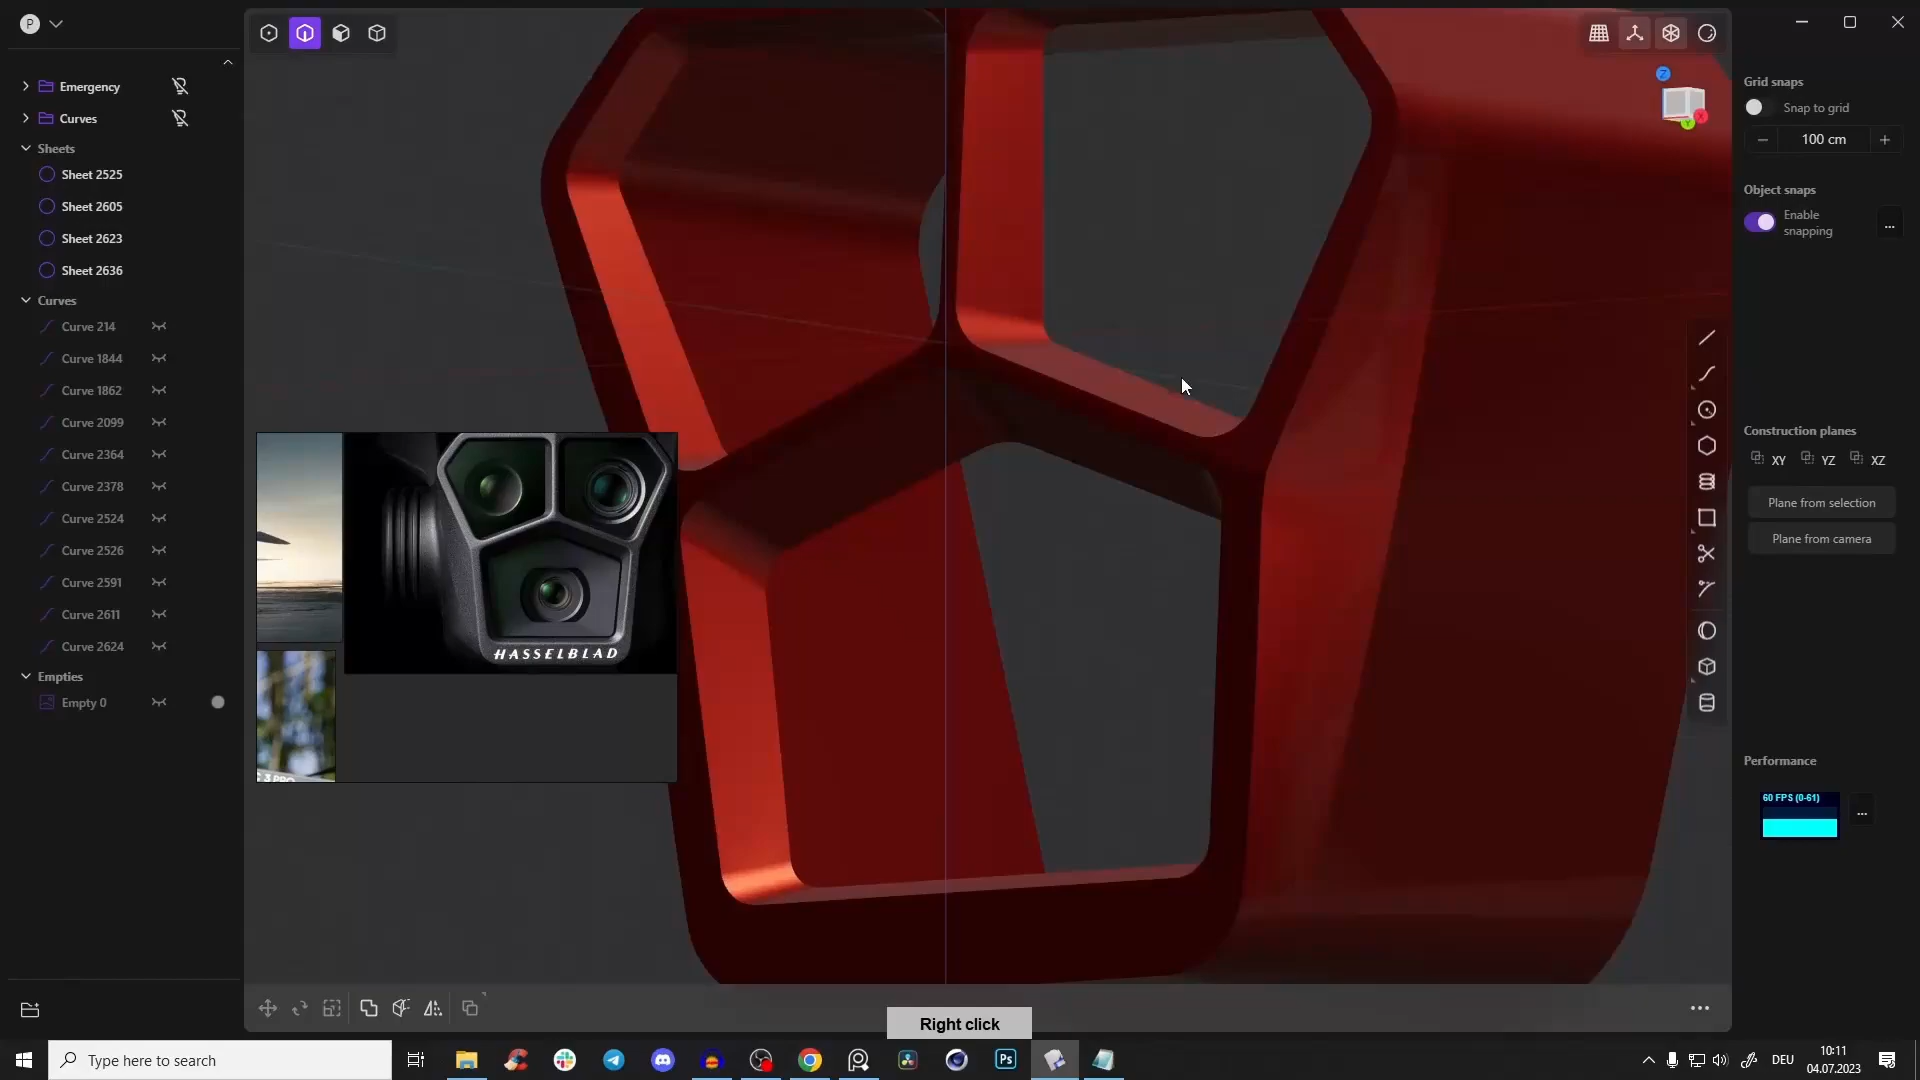 P
Emergency
Curves
Sheets
Sheet 2525
Sheet 2605
Sheet 2623
Sheet 2636
Curves
Curve 214
Curve 1844
Curve 1862
Curve 2099
Curve 2364
Curve 2378
Curve 2524
Curve 2526
Curve 2591
Curve 2611
Curve 2624
Empties
Empty 0
HASSELBLAD
C 3 PRO
Z
X
Y
Grid snaps
Snap to grid
100 cm
Object snaps
Enable
snapping
...
Construction planes
XY YZ XZ
Plane from selection
Plane from camera
Performance
60 FPS (0-61)
...
Right click
Type here to search
Ps
DEU
10:11
04.07.2023